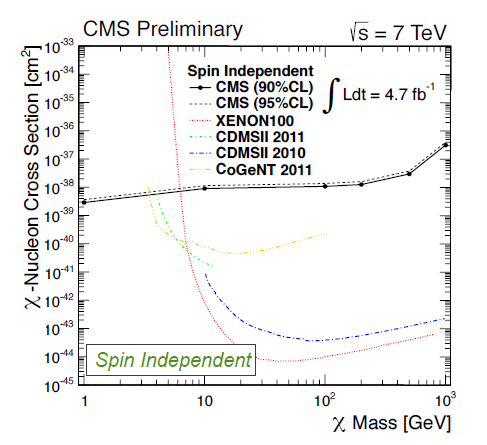 CMS Preliminary
√s = 7 TeV
χ-Nucleon Cross Section [cm²]
10⁻³³
10⁻³⁴
10⁻³⁵
10⁻³⁶
10⁻³⁷
10⁻³⁸
10⁻³⁹
10⁻⁴⁰
10⁻⁴¹
10⁻⁴²
10⁻⁴³
10⁻⁴⁴
10⁻⁴⁵
Spin Independent
CMS (90%CL)
CMS (95%CL)
XENON100
CDMSII 2011
CDMSII 2010
CoGeNT 2011
∫ Ldt = 4.7 fb⁻¹
Spin Independent
1 10 10² 10³
χ Mass [GeV]